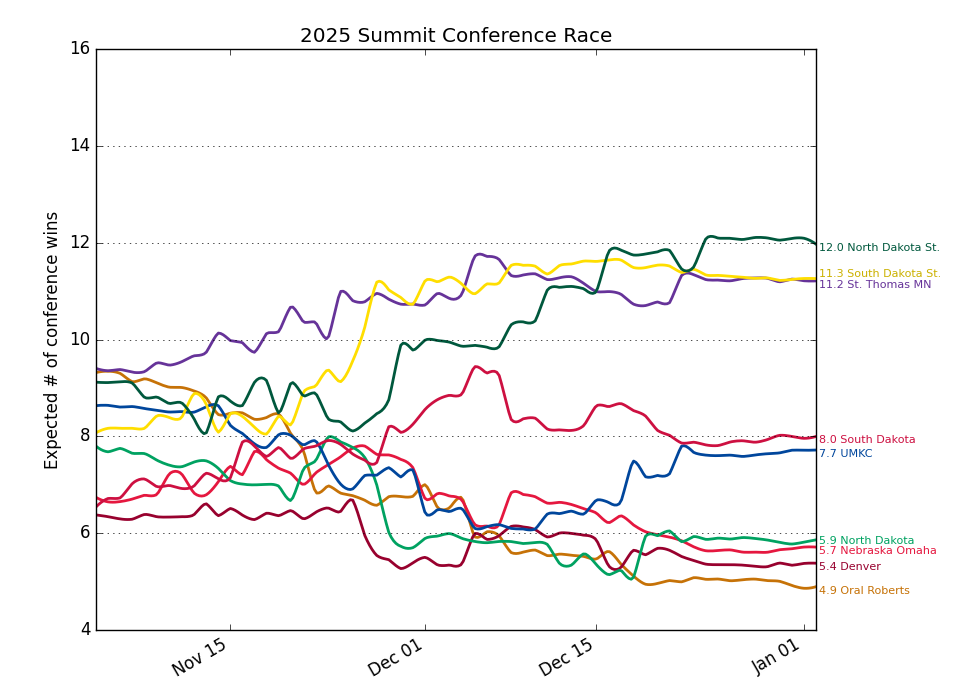 2025 Summit Conference Race
Expected # of conference wins
16
14
12
10
8
6
4
12.0 North Dakota St.
11.3 South Dakota St.
11.2 St. Thomas MN
8.0 South Dakota
7.7 UMKC
5.9 North Dakota
5.7 Nebraska Omaha
5.4 Denver
4.9 Oral Roberts
Nov 15
Dec 01
Dec 15
Jan 01